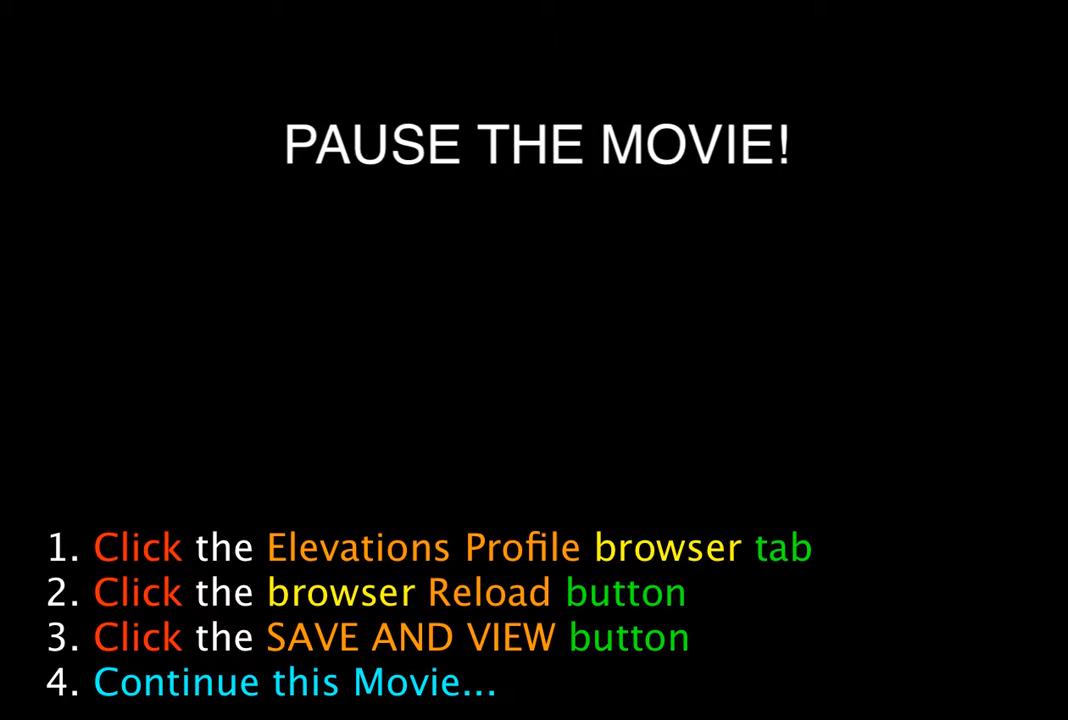 PAUSE THE MOVIE!
1. Click the Elevations Profile browser tab
2. Click the browser Reload button
3. Click the SAVE AND VIEW button
4. Continue this Movie...